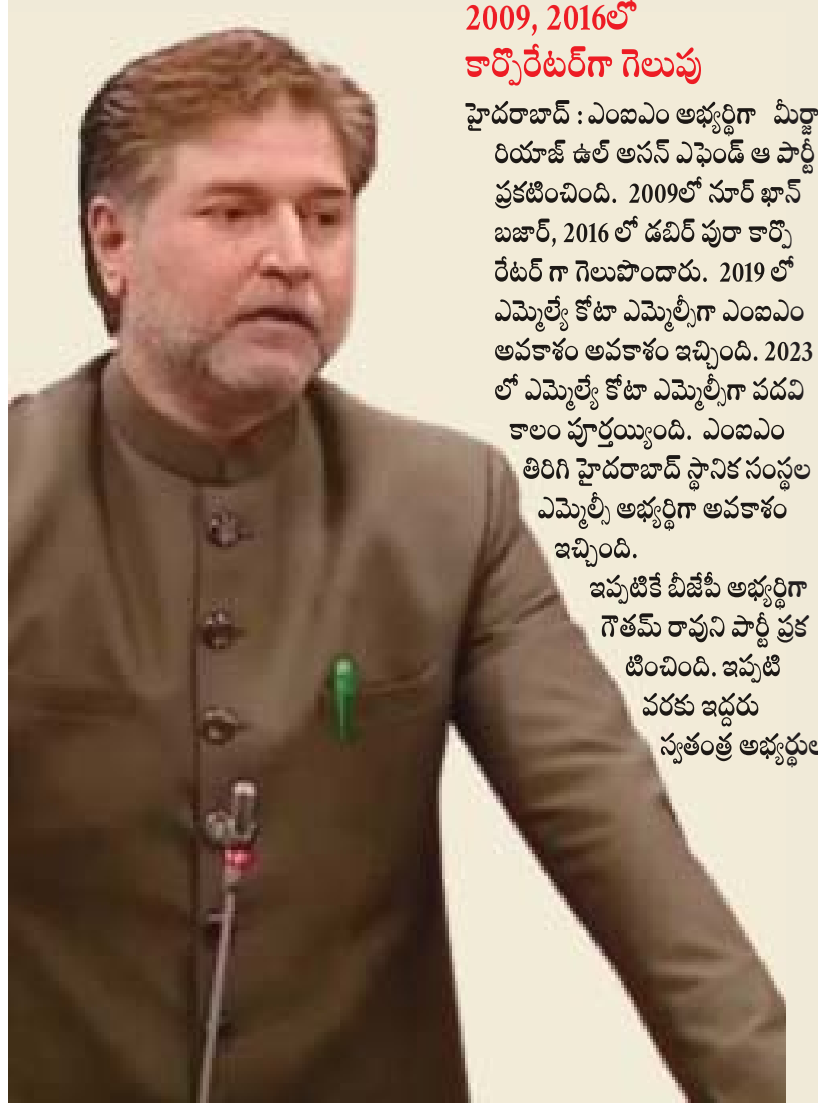 2009, 2016లో
కార్పొరేటర్‌గా గెలుపు
హైదరాబాద్ : ఎంఐఎం అభ్యర్థిగా మీర్జా
రియాజ్ ఉల్ అసన్ ఎఫెండ్ ఆ పార్టీ
ప్రకటించింది. 2009లో నూర్ ఖాన్
బజార్, 2016 లో డబిర్ పురా కార్పొ
రేటర్ గా గెలుపొందారు. 2019 లో
ఎమ్మెల్యే కోటా ఎమ్మెల్సీగా ఎంఐఎం
అవకాశం అవకాశం ఇచ్చింది. 2023
లో ఎమ్మెల్యే కోటా ఎమ్మెల్సీగా పదవి
కాలం పూర్తయ్యింది. ఎంఐఎం
తిరిగి హైదరాబాద్ స్థానిక సంస్థల
ఎమ్మెల్సీ అభ్యర్థిగా అవకాశం
ఇచ్చింది.
ఇప్పటికే బీజేపీ అభ్యర్థిగా
గౌతమ్ రావుని పార్టీ ప్రక
టించింది. ఇప్పటి
వరకు ఇద్దరు
స్వతంత్ర అభ్యర్థుల